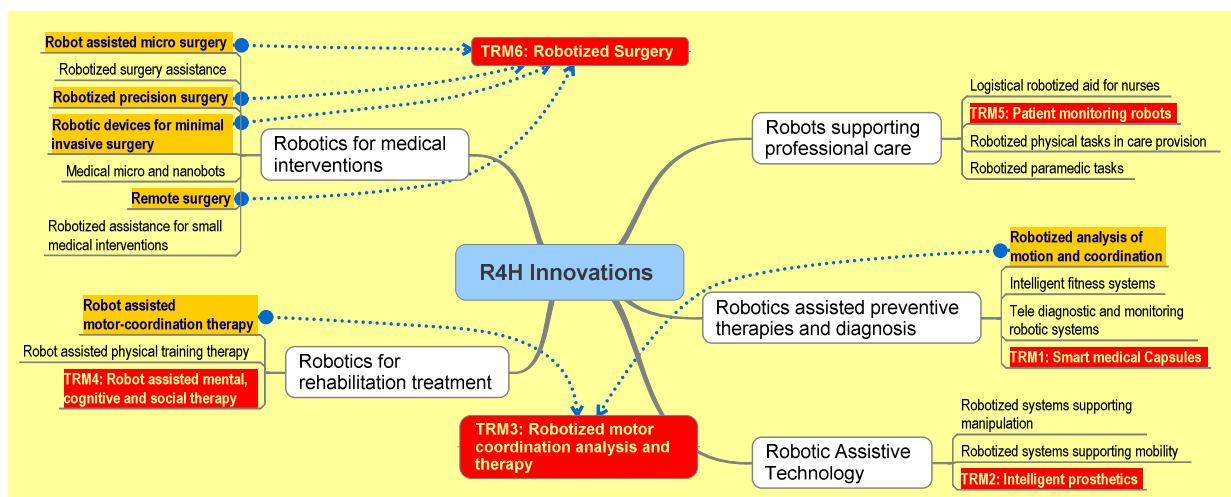 Robot assisted micro surgery
Robotized surgery assistance
Robotized precision surgery
Robotic devices for minimal
invasive surgery
Medical micro and nanobots
Remote surgery
Robotized assistance for small
medical interventions
Robotics for medical
interventions
TRM6: Robotized Surgery
Robots supporting
professional care
Logistical robotized aid for nurses
TRM5: Patient monitoring robots
Robotized physical tasks in care provision
Robotized paramedic tasks
R4H Innovations
Robotics assisted preventive
therapies and diagnosis
Robotized analysis of
motion and coordination
Intelligent fitness systems
Tele diagnostic and monitoring
robotic systems
TRM1: Smart medical Capsules
Robot assisted
motor-coordination therapy
Robot assisted physical training therapy
TRM4: Robot assisted mental,
cognitive and social therapy
Robotics for
rehabilitation treatment
TRM3: Robotized motor
coordination analysis and
therapy
Robotic Assistive
Technology
Robotized systems supporting
manipulation
Robotized systems supporting mobility
TRM2: Intelligent prosthetics